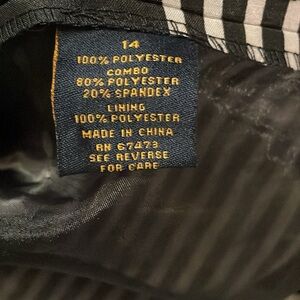 14
100% POLYESTER
COMBO
80% POLYESTER
20% SPANDEX
LINING
100% POLYESTER
MADE IN CHINA
RN 67473
SEE REVERSE
FOR CARE